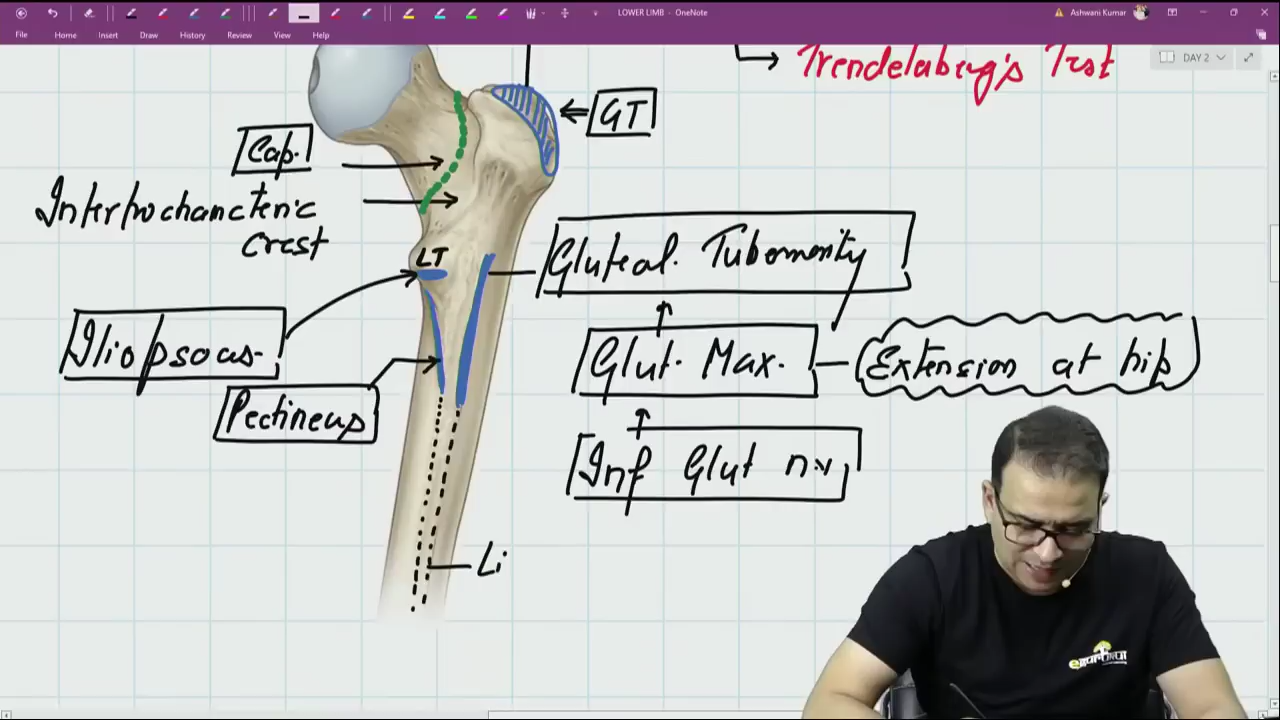 LOWER LIMB - OneNote
Ashwani Kumar
File Home Insert Draw History Review View Help
Trendelaberg's Test
DAY 2
GT
Cap.
Intertrochanteric
crest
LT
Gluteal. Tuberosity
Iliopsoas.
Glut. Max.
Extension at hip
Pectineus
Inf Glut nv
Li